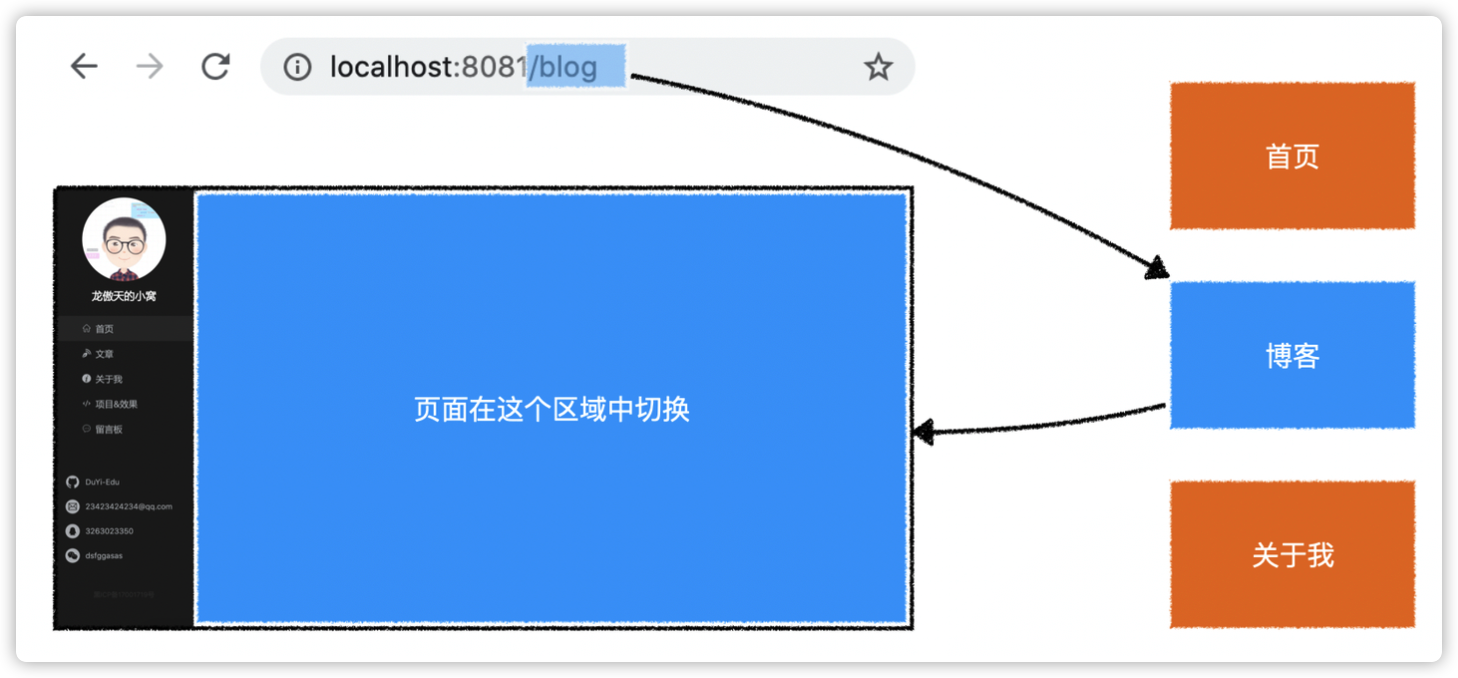 localhost:8081/blog
首页
龙傲天的小窝
首页
文章
关于我
项目&效果
留言板
DuYi-Edu
23423424234@qq.com
3263023350
dsfggasas
页面在这个区域中切换
博客
关于我